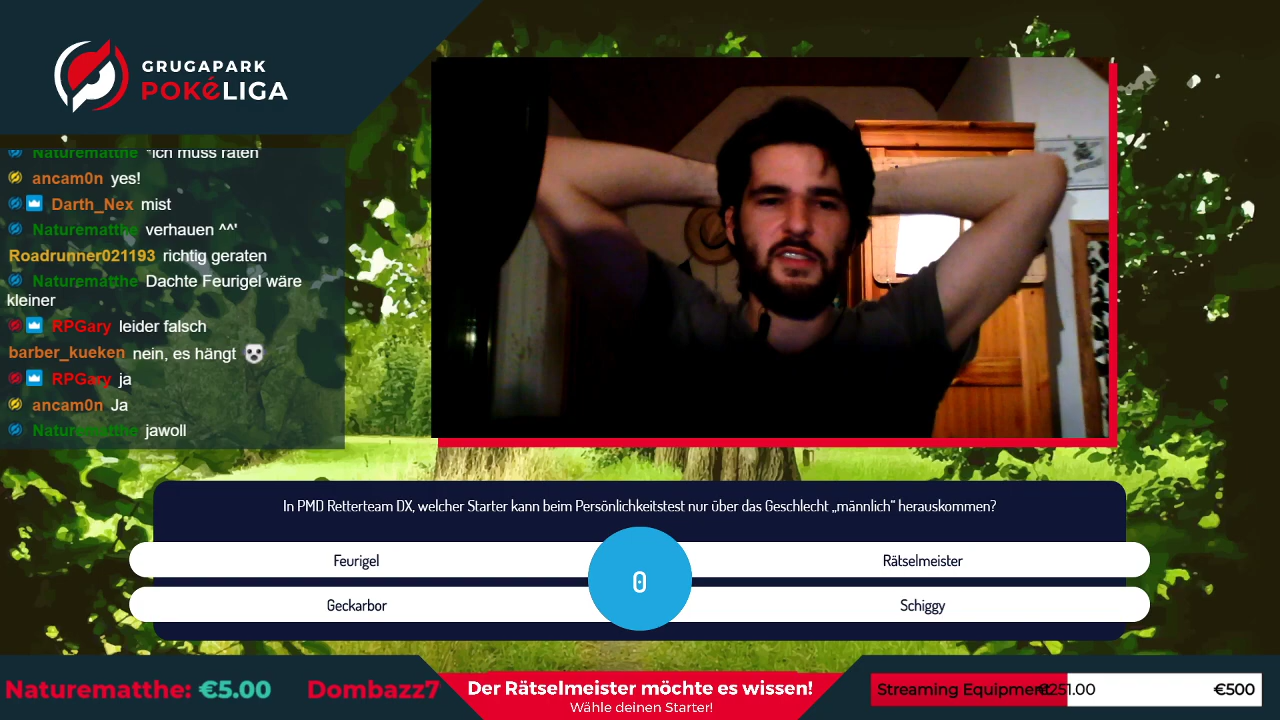 GRUGAPARK
POKéLIGA
Naturematthe *ich muss raten
ancam0n yes!
Darth_Nex mist
Naturematthe verhauen ^^'
Roadrunner021193 richtig geraten
Naturematthe Dachte Feurigel wäre
kleiner
RPGary leider falsch
barber_kueken nein, es hängt
RPGary ja
ancam0n Ja
Naturematthe jawoll
In PMD Retterteam DX, welcher Starter kann beim Persönlichkeitstest nur über das Geschlecht „männlich“ herauskommen?
Feurigel
Rätselmeister
0
Geckarbor
Schiggy
Naturematthe: €5.00 Dombazz7
Der Rätselmeister möchte es wissen!
Wähle deinen Starter!
Streaming Equipment €251.00 €500